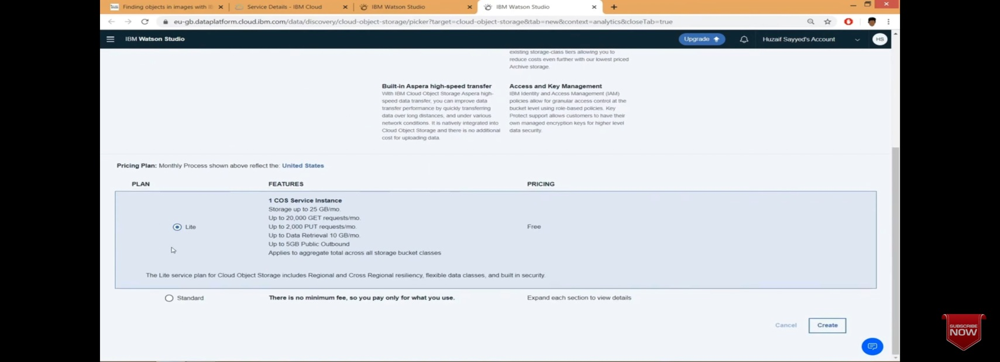 Finding objects in images with IB
Service Details - IBM Cloud
IBM Watson Studio
IBM Watson Studio
eu-gb.dataplatform.cloud.ibm.com/data/discovery/cloud-object-storage/picker?target=cloud-object-storage&tab=new&context=analytics&closeTab=true
IBM Watson Studio
Upgrade
Huzaif Sayyed's Account
HS
existing storage-class tiers allowing you to
reduce costs even further with our lowest priced
Archive storage.
Built-in Aspera high-speed transfer
With IBM Cloud Object Storage Aspera high-
speed data transfer, you can improve data
transfer performance by quickly transferring
data over long distances, and under various
network conditions. It is natively integrated into
Cloud Object Storage and there is no additional
cost for uploading data.
Access and Key Management
IBM Identity and Access Management (IAM)
policies allow for granular access control at the
bucket level using role-based policies. Key
Protect support allows customers to have their
own managed encryption keys for higher level
data security.
Pricing Plan: Monthly Process shown above reflect the: United States
PLAN FEATURES PRICING
1 COS Service Instance
Storage up to 25 GB/mo.
Up to 20,000 GET requests/mo.
Lite Up to 2,000 PUT requests/mo. Free
Up to Data Retrieval 10 GB/mo.
Up to 5GB Public Outbound
Applies to aggregate total across all storage bucket classes
The Lite service plan for Cloud Object Storage includes Regional and Cross Regional resiliency, flexible data classes, and built in security.
Standard There is no minimum fee, so you pay only for what you use. Expand each section to view details
Cancel Create
SUBSCRIBE
NOW